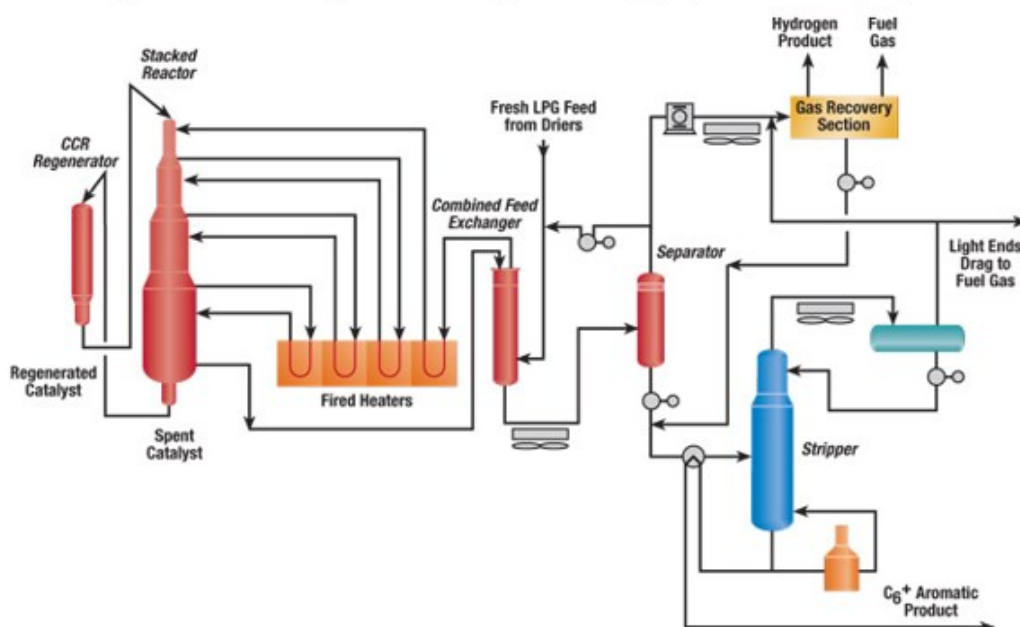 Hydrogen
Product
Fuel
Gas
Stacked
Reactor
Gas Recovery
Section
Fresh LPG Feed
from Driers
CCR
Regenerator
Combined Feed
Exchanger
Separator
Light Ends
Drag to
Fuel Gas
Regenerated
Catalyst
Fired Heaters
Spent
Catalyst
Stripper
C6+ Aromatic
Product